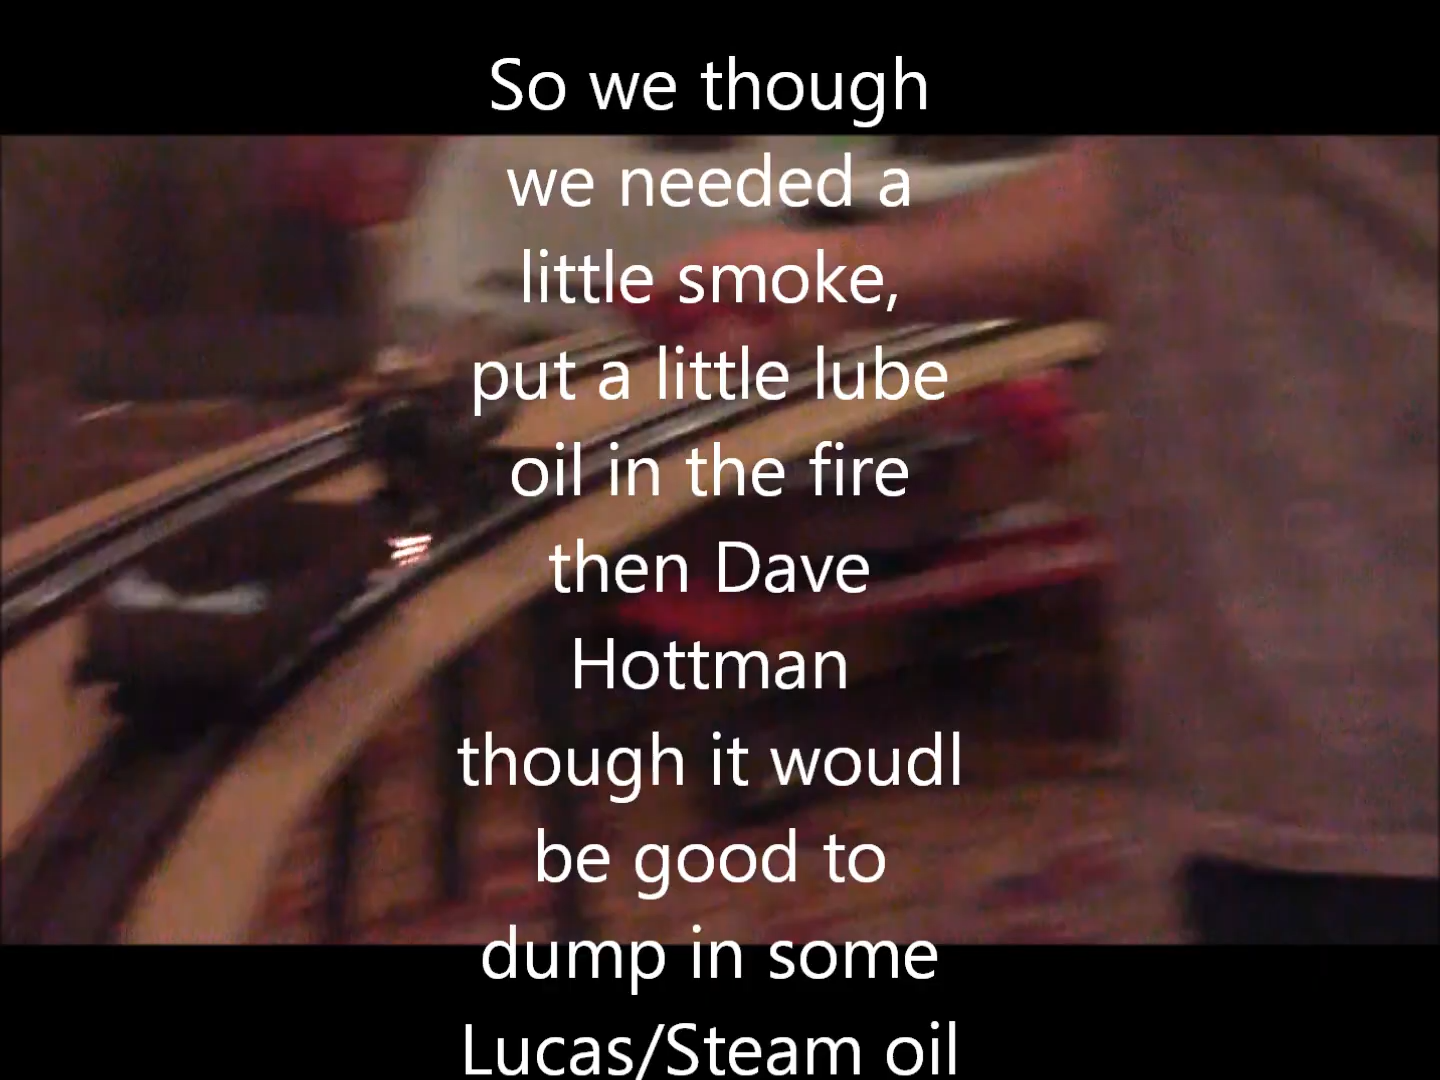 So we though
we needed a
little smoke,
put a little lube
oil in the fire
then Dave
Hottman
though it woudl
be good to
dump in some
Lucas/Steam oil